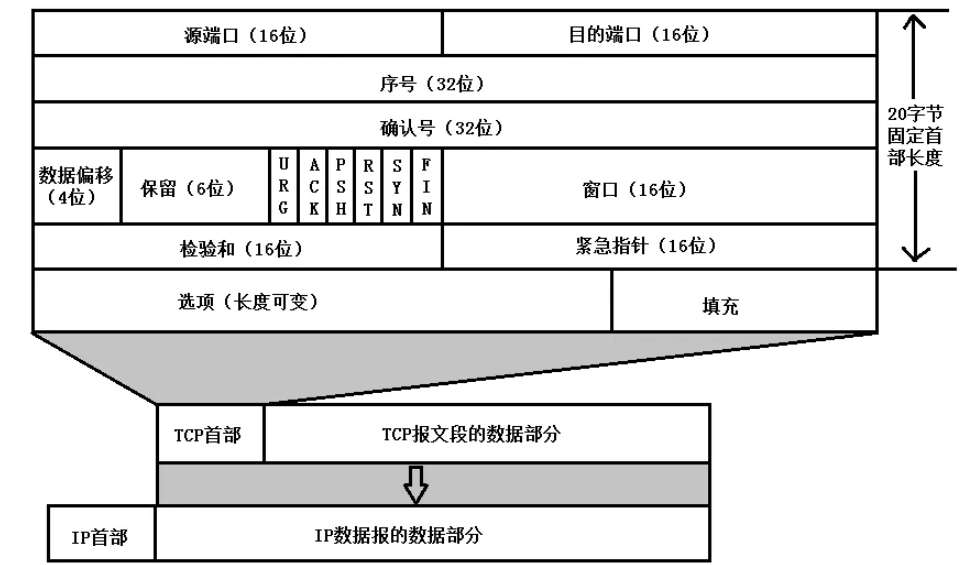 源端口（16位）
目的端口（16位）
序号（32位）
确认号（32位）
20字节
固定首
部长度
数据偏移
（4位）
保留（6位）
URG
ACK
PSH
RST
SYN
FIN
窗口（16位）
检验和（16位）
紧急指针（16位）
选项（长度可变）
填充
TCP首部
TCP报文段的数据部分
IP首部
IP数据报的数据部分